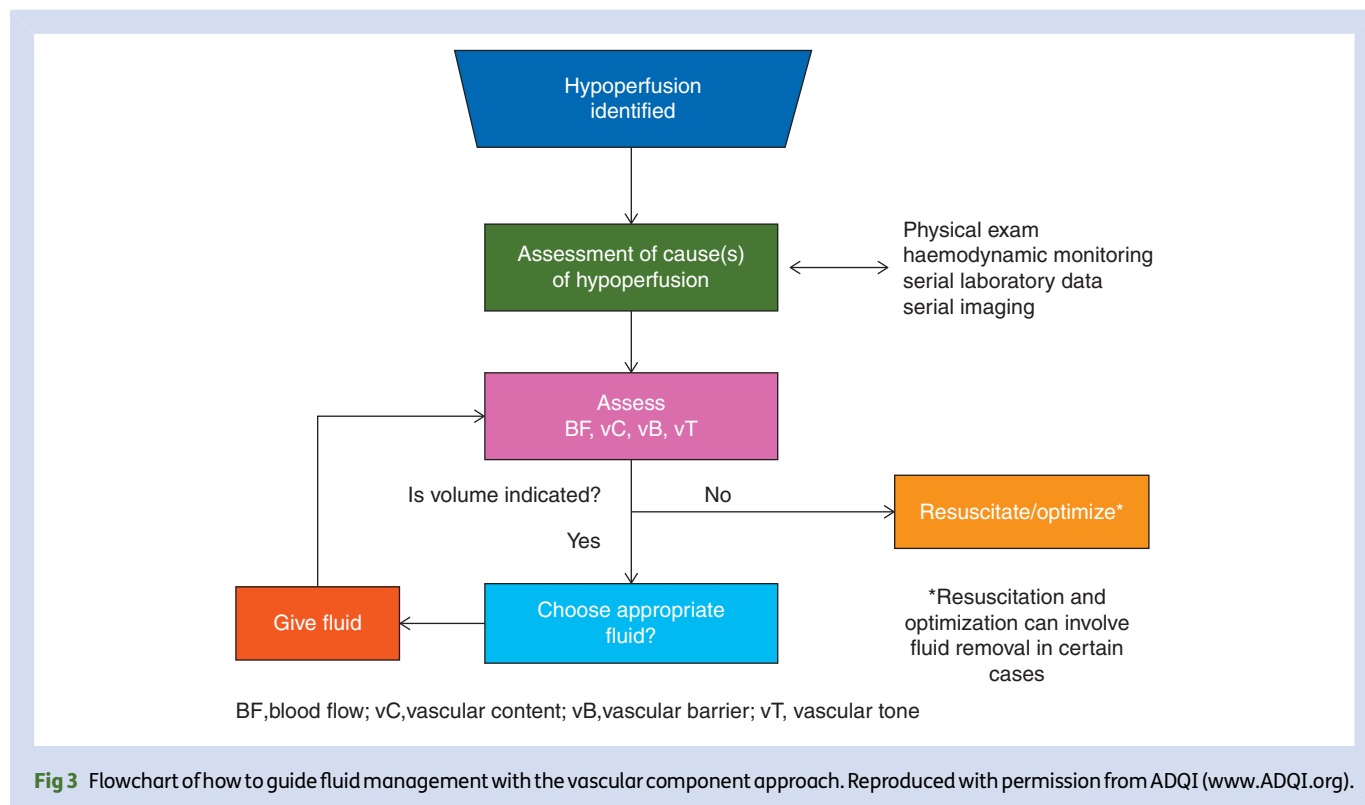 Hypoperfusion
identified
Assessment of cause(s)
of hypoperfusion
Physical exam
haemodynamic monitoring
serial laboratory data
serial imaging
Assess
BF, vC, vB, vT
Is volume indicated?
No
Resuscitate/optimize*
Yes
Give fluid
Choose appropriate
fluid?
*Resuscitation and
optimization can involve
fluid removal in certain
cases
BF,blood flow; vC,vascular content; vB,vascular barrier; vT, vascular tone
Fig 3 Flowchart of how to guide fluid management with the vascular component approach. Reproduced with permission from ADQI (www.ADQI.org).